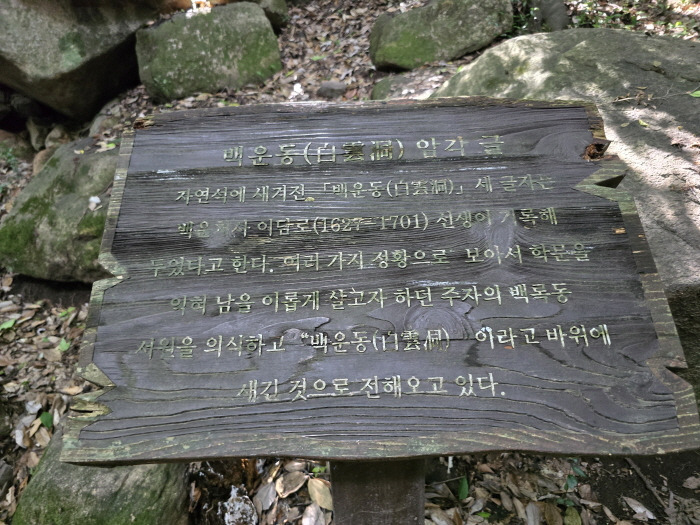 백운동(白雲洞) 암각 글
자연석에 새겨진 「백운동(白雲洞)」 세 글자는
백운처사 이담로(1627-1701) 선생이 기록해
두었다고 한다. 여러 가지 정황으로 보아서 학문을
익혀 남을 이롭게 살고자 하던 주자의 백록동
서원을 의식하고 "백운동(白雲洞)"이라고 바위에
새긴 것으로 전해오고 있다.